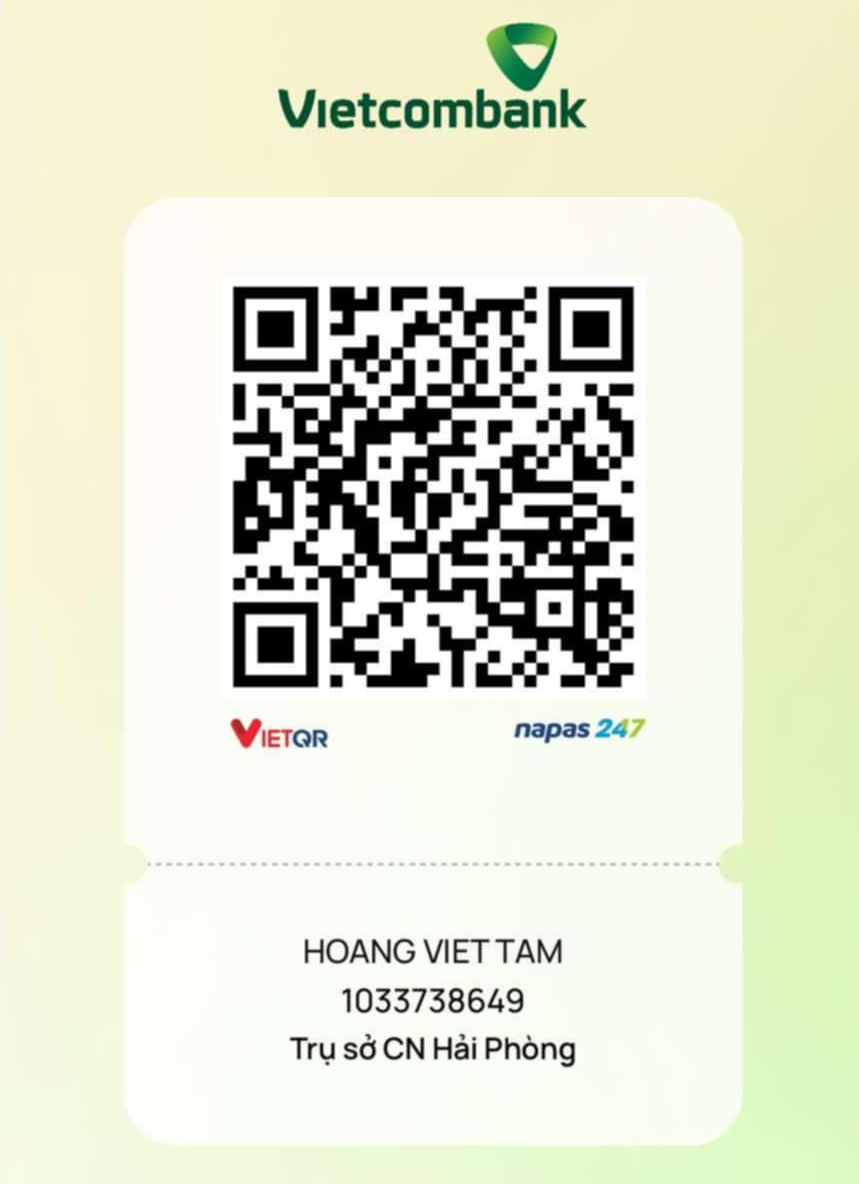 Vietcombank
VIETQR
napas 247
HOANG VIET TAM
1033738649
Trụ sở CN Hải Phòng